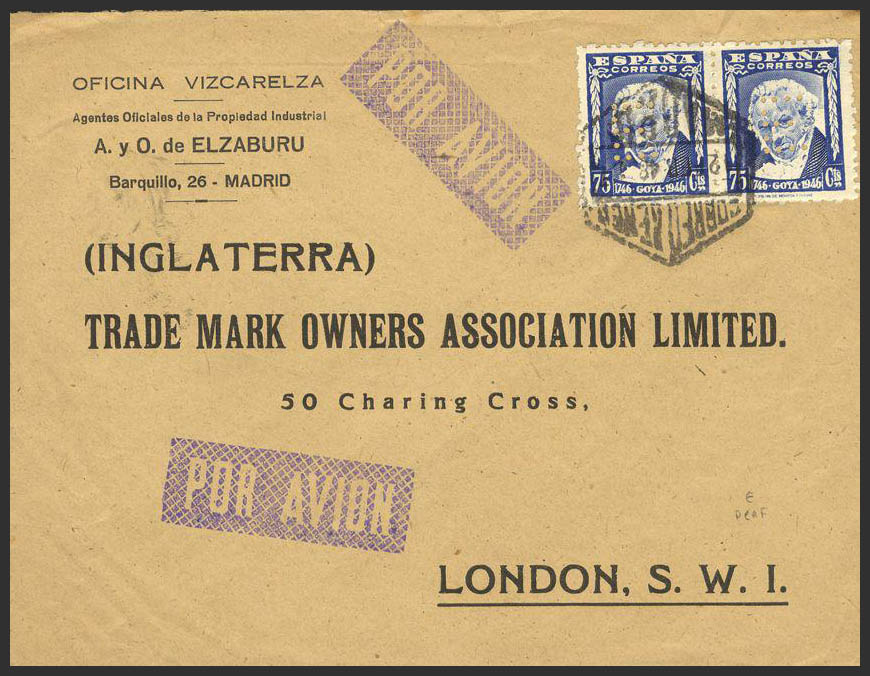 OFICINA VIZCARELZA
Agentes Oficiales de la Propiedad Industrial
A. y O. de ELZABURU
Barquillo, 26 - MADRID
POR AVION
ESPAÑA
CORREOS
75 1746 · GOYA · 1946 Cts
ESPAÑA
CORREOS
75 1746 · GOYA · 1946 Cts
(INGLATERRA)
TRADE MARK OWNERS ASSOCIATION LIMITED.
50 Charing Cross,
POR AVION
E
PERF
LONDON, S. W. I.